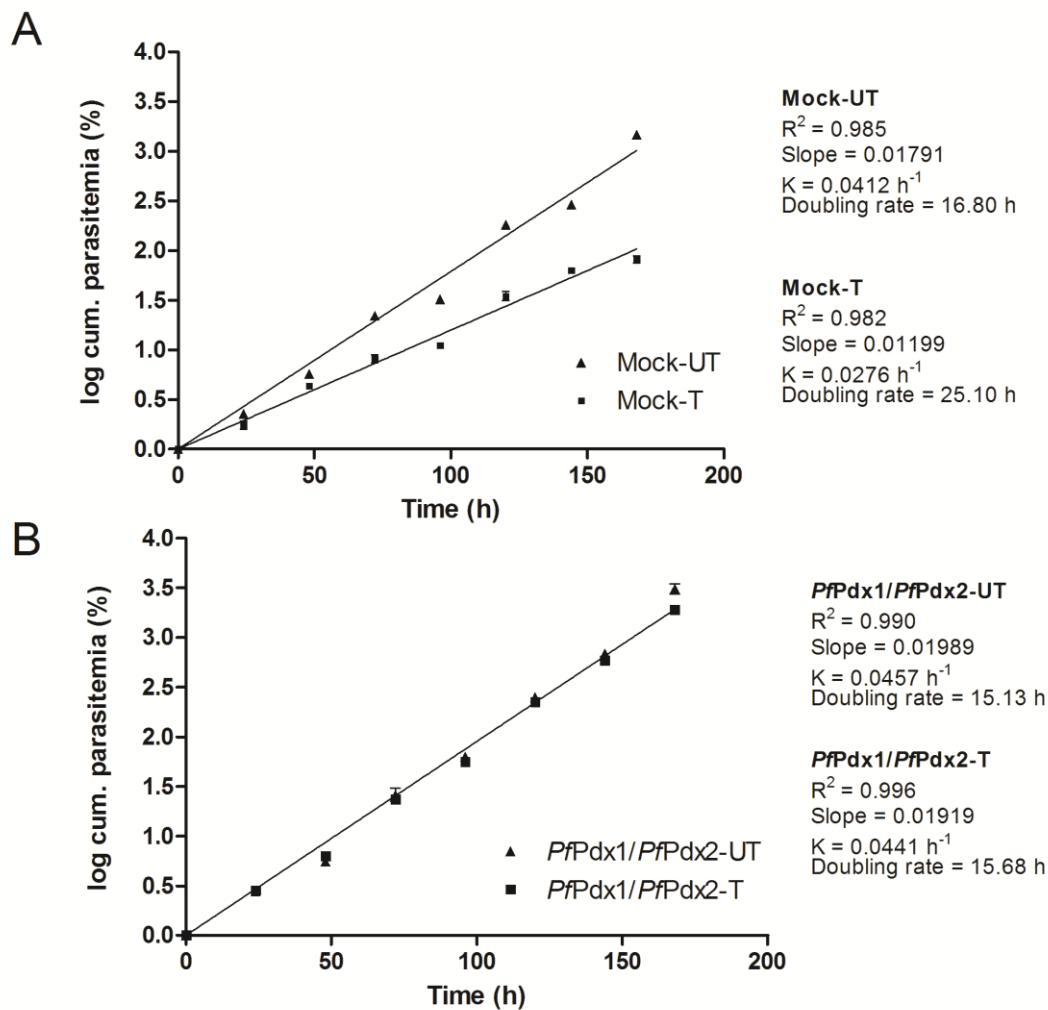 A
log cum. parasitemia (%)
4.0
3.5
3.0
2.5
2.0
1.5
1.0
0.5
0.0
0 50 100 150 200
Time (h)
Mock-UT
Mock-T
Mock-UT
R² = 0.985
Slope = 0.01791
K = 0.0412 h⁻¹
Doubling rate = 16.80 h
Mock-T
R² = 0.982
Slope = 0.01199
K = 0.0276 h⁻¹
Doubling rate = 25.10 h
B
log cum. parasitemia (%)
4.0
3.5
3.0
2.5
2.0
1.5
1.0
0.5
0.0
0 50 100 150 200
Time (h)
PfPdx1/PfPdx2-UT
PfPdx1/PfPdx2-T
PfPdx1/PfPdx2-UT
R² = 0.990
Slope = 0.01989
K = 0.0457 h⁻¹
Doubling rate = 15.13 h
PfPdx1/PfPdx2-T
R² = 0.996
Slope = 0.01919
K = 0.0441 h⁻¹
Doubling rate = 15.68 h